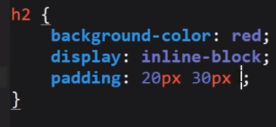 h2 {
background-color: red;
display: inline-block;
padding: 20px 30px ;
}